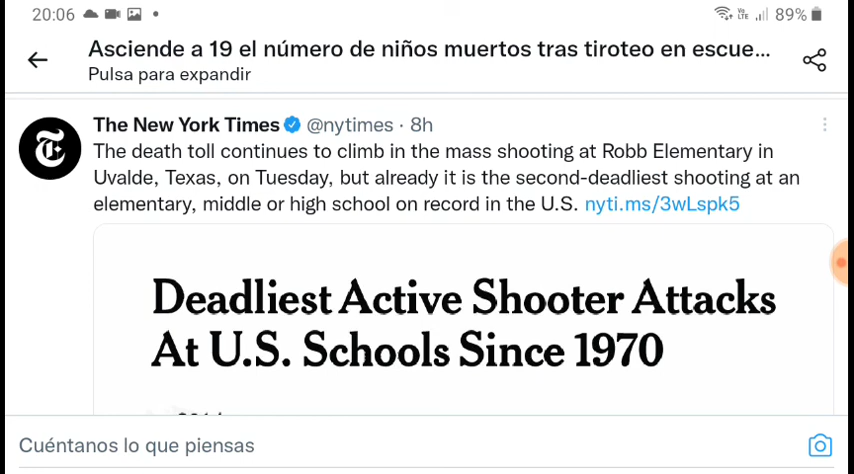 20:06 Vo LTE 89%
Asciende a 19 el número de niños muertos tras tiroteo en escue...
Pulsa para expandir
The New York Times @nytimes · 8h
The death toll continues to climb in the mass shooting at Robb Elementary in
Uvalde, Texas, on Tuesday, but already it is the second-deadliest shooting at an
elementary, middle or high school on record in the U.S. nyti.ms/3wLspk5
Deadliest Active Shooter Attacks
At U.S. Schools Since 1970
Cuéntanos lo que piensas